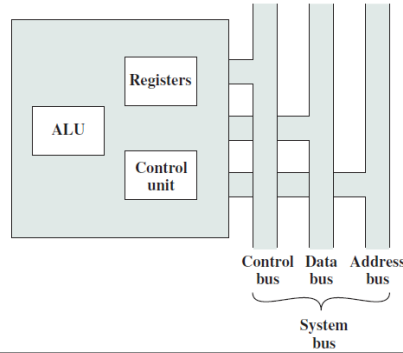 Registers
ALU
Control
unit
Control Data Address
bus bus bus
System
bus